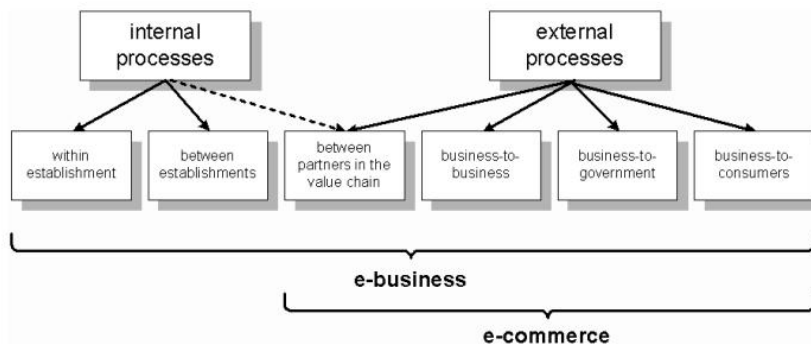 internal
processes
external
processes
within
establishment
between
establishments
between
partners in the
value chain
business-to-
business
business-to-
government
business-to-
consumers
e-business
e-commerce